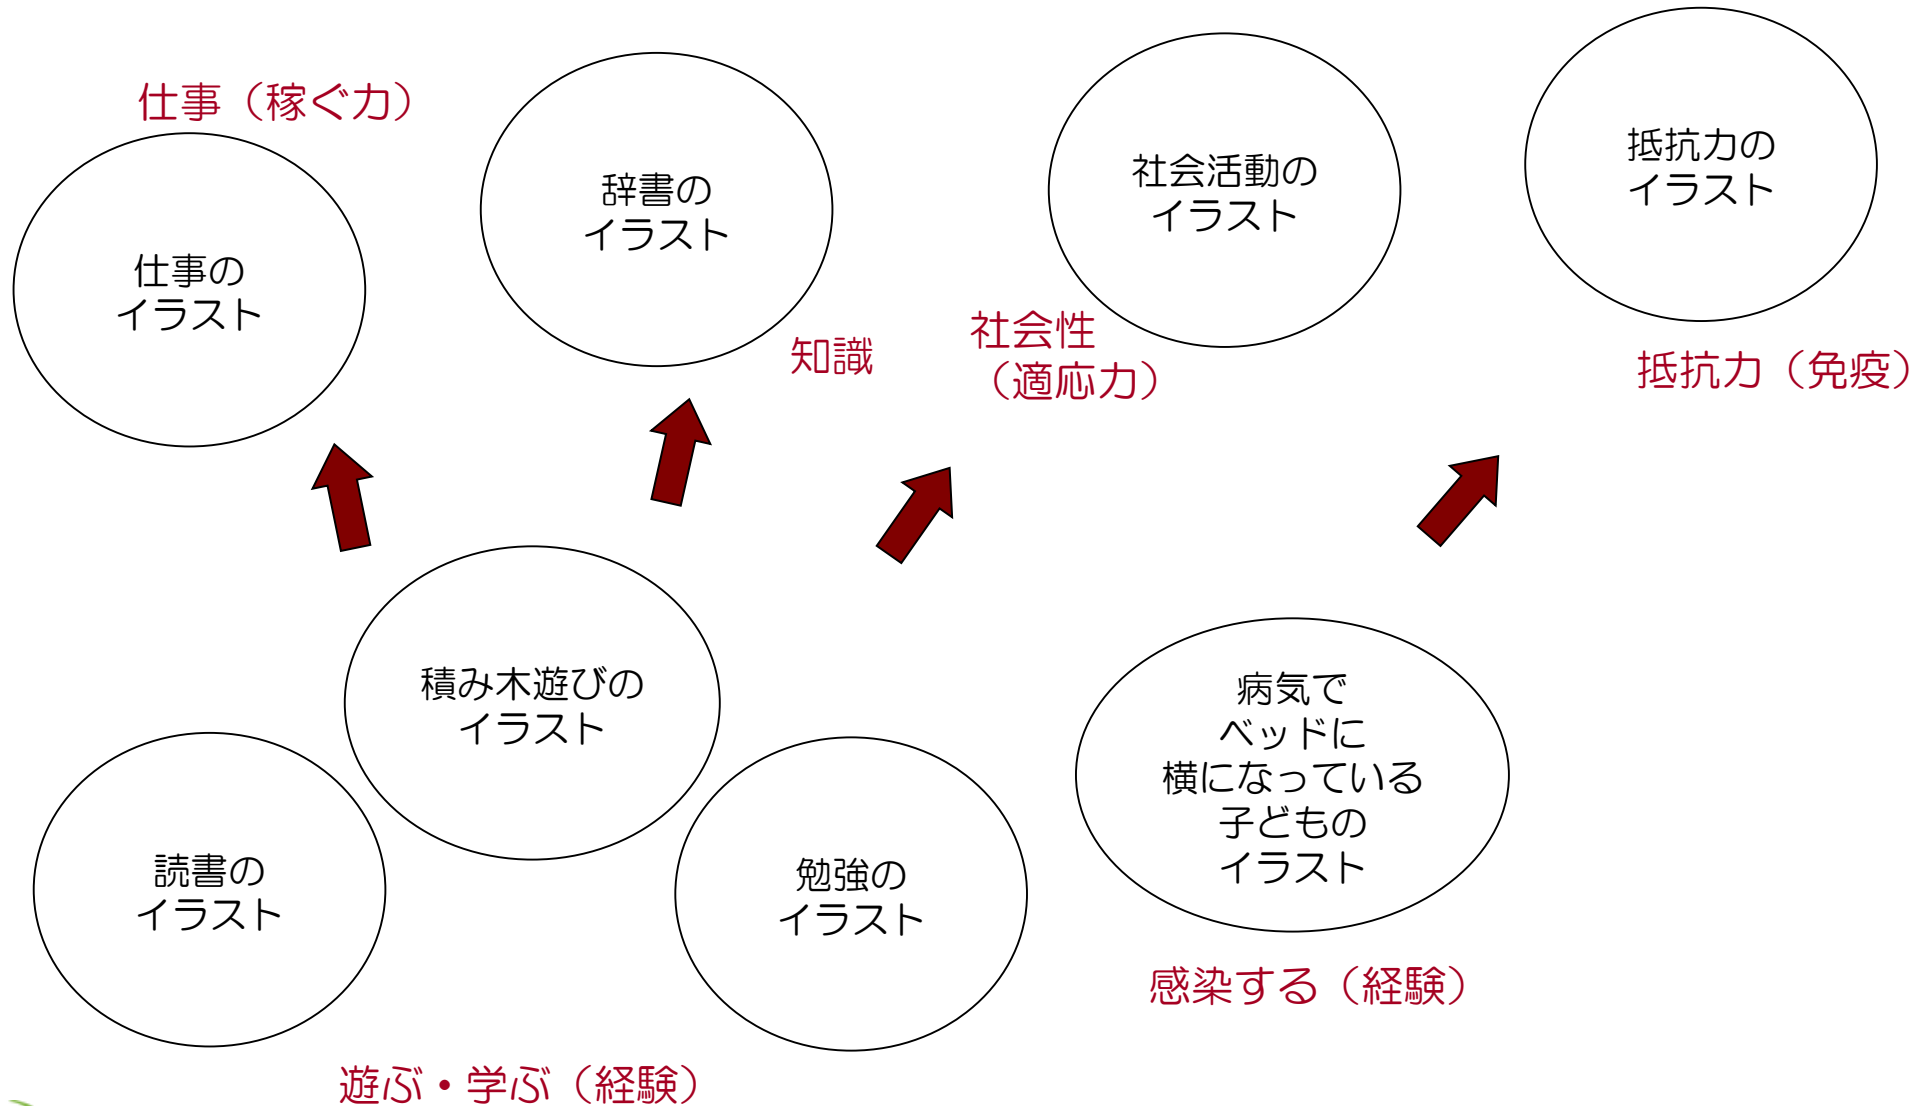 仕事（稼ぐ力）
仕事の
イラスト
辞書の
イラスト
知識
社会活動の
イラスト
社会性
（適応力）
抵抗力の
イラスト
抵抗力（免疫）
積み木遊びの
イラスト
読書の
イラスト
勉強の
イラスト
遊ぶ・学ぶ（経験）
病気で
ベッドに
横になっている
子どもの
イラスト
感染する（経験）